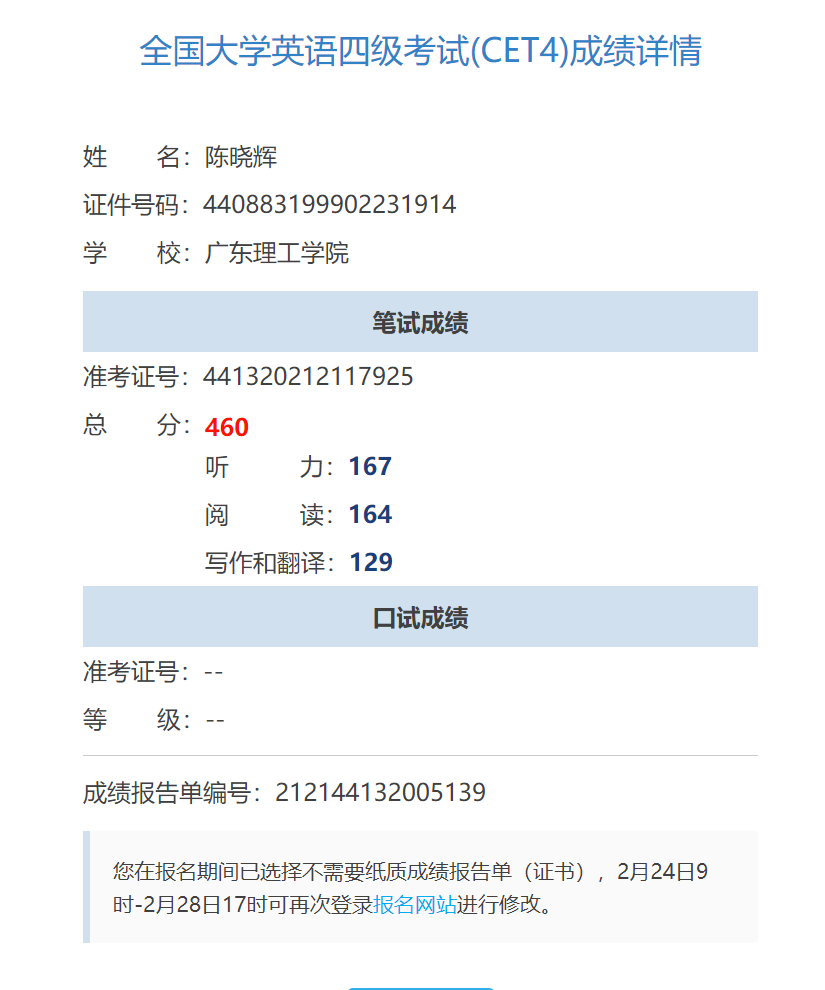 全国大学英语四级考试(CET4)成绩详情
姓 名：陈晓辉
证件号码：440883199902231914
学 校：广东理工学院
笔试成绩
准考证号：441320212117925
总 分：460
听 力：167
阅 读：164
写作和翻译：129
口试成绩
准考证号：--
等 级：--
成绩报告单编号：212144132005139
您在报名期间已选择不需要纸质成绩报告单（证书），2月24日9
时-2月28日17时可再次登录报名网站进行修改。